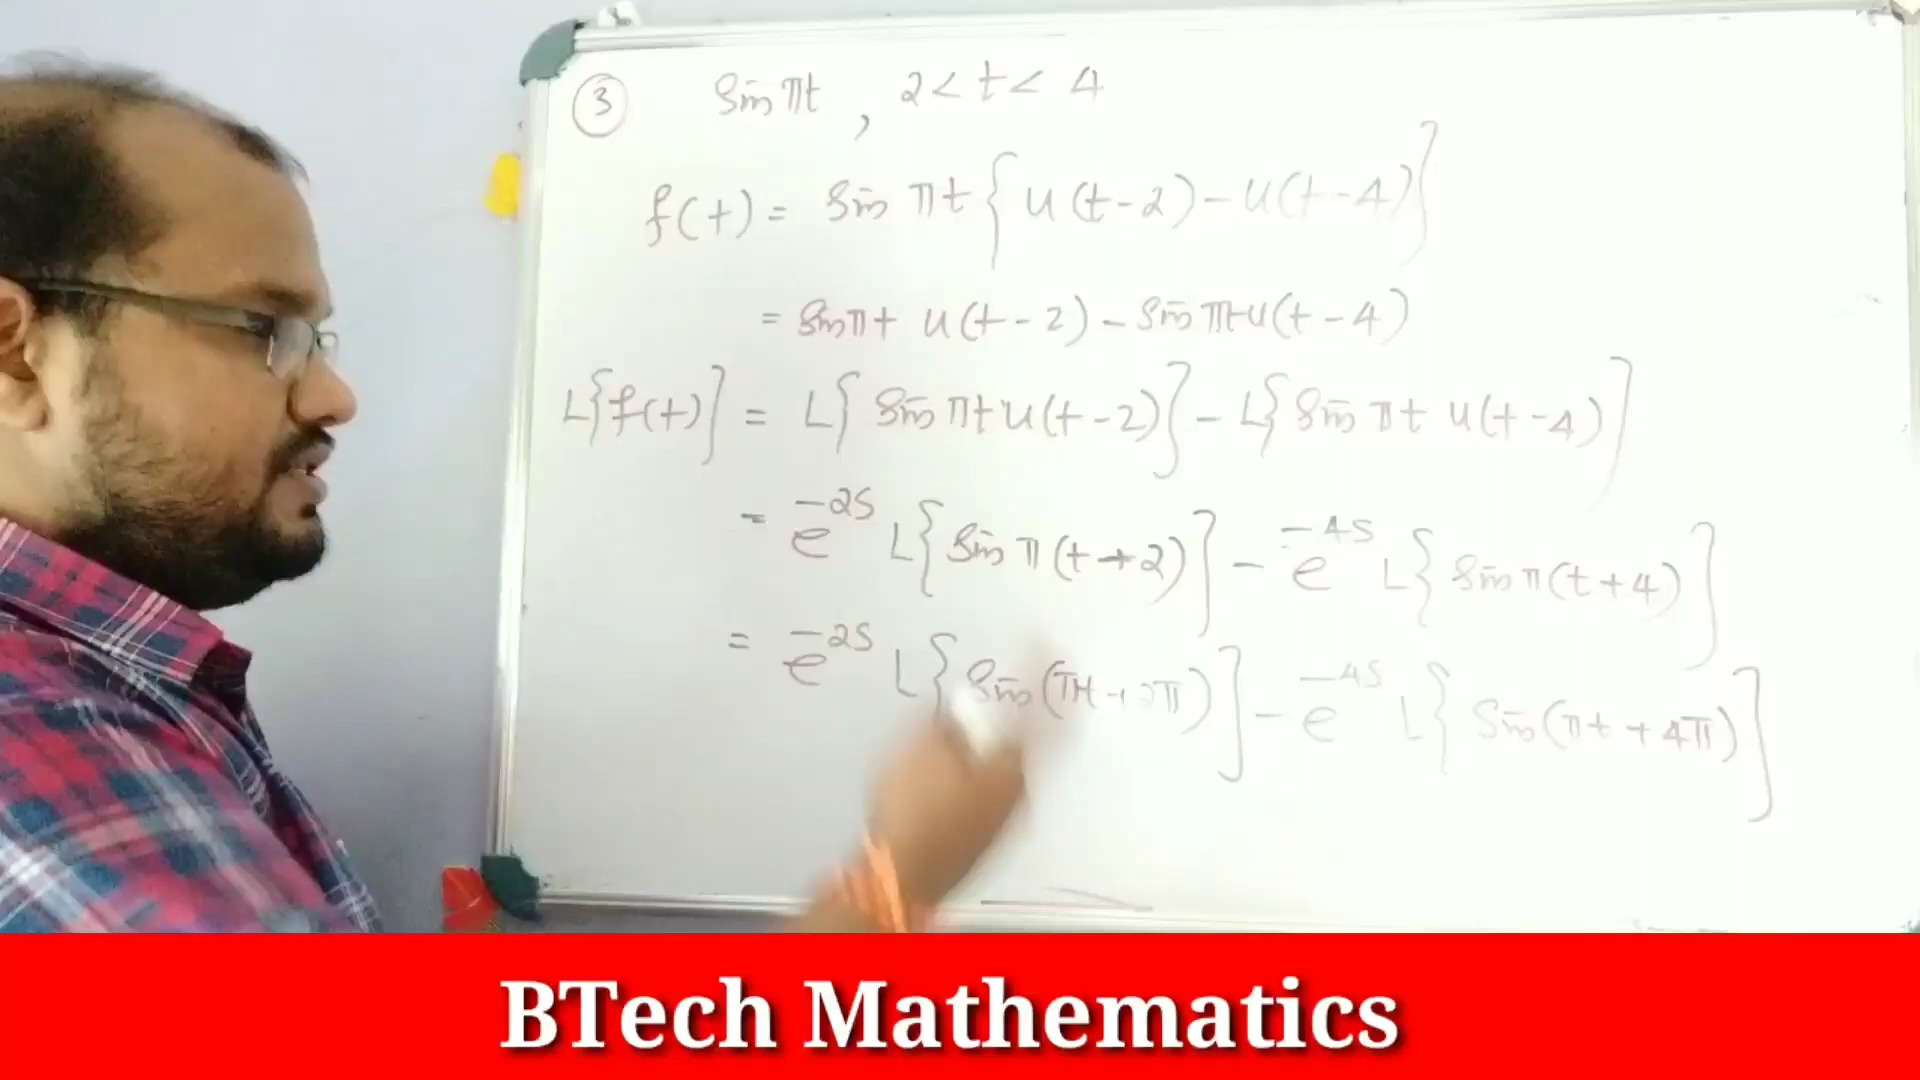 ③ Sin πt , 2 < t < 4
f(t) = Sin πt { u(t-2) - u(t-4) }
= Sin πt u(t-2) - Sin πt u(t-4)
L{f(t)} = L{ Sin πt u(t-2) } - L{ Sin πt u(t-4) }
= e^{-2S} L{ Sin π(t+2) } - e^{-4S} L{ Sin π(t+4) }
= e^{-2S} L{ Sin(πt+2π) } - e^{-4S} L{ Sin(πt+4π) }
BTech Mathematics